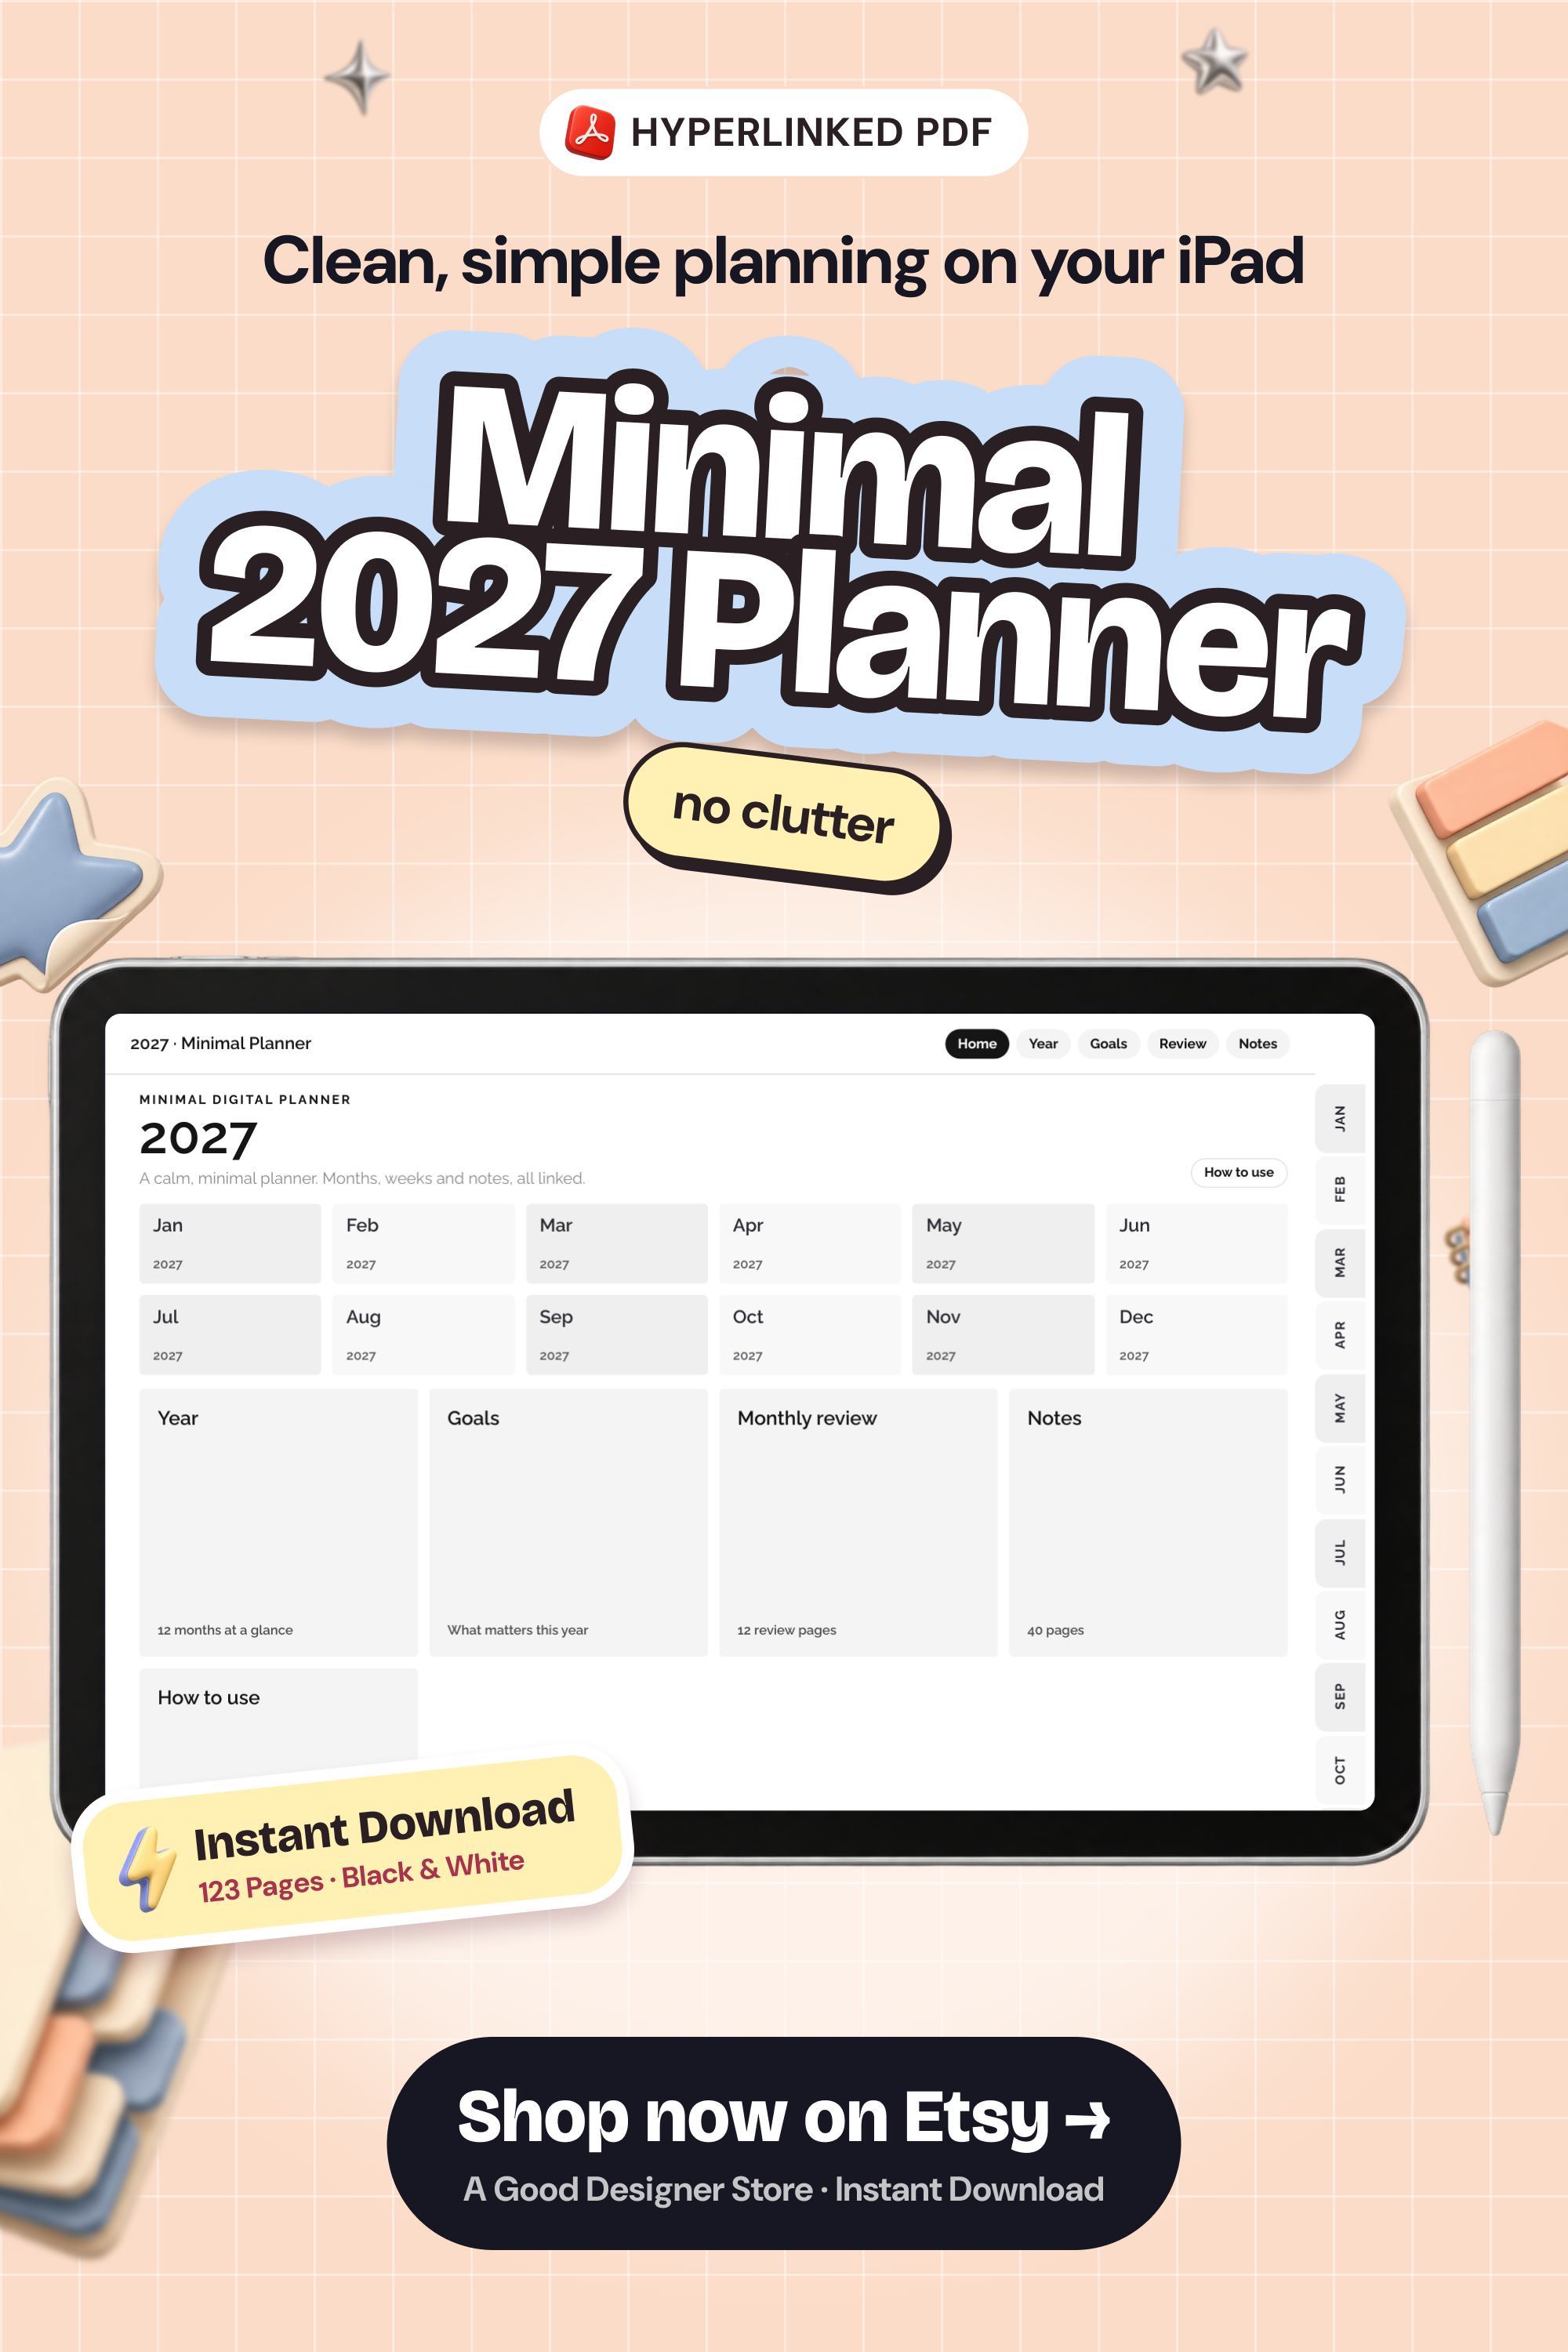 HYPERLINKED PDF
Clean, simple planning on your iPad
Minimal
2027 Planner
no clutter
2027 · Minimal Planner
Home Year Goals Review Notes
MINIMAL DIGITAL PLANNER
2027
A calm, minimal planner. Months, weeks and notes, all linked.
How to use
Jan Feb Mar Apr May Jun
2027 2027 2027 2027 2027 2027
Jul Aug Sep Oct Nov Dec
2027 2027 2027 2027 2027 2027
Year Goals Monthly review Notes
12 months at a glance What matters this year 12 review pages 40 pages
How to use
JAN
FEB
MAR
APR
MAY
JUN
JUL
AUG
SEP
OCT
Instant Download
123 Pages · Black & White
Shop now on Etsy →
A Good Designer Store · Instant Download